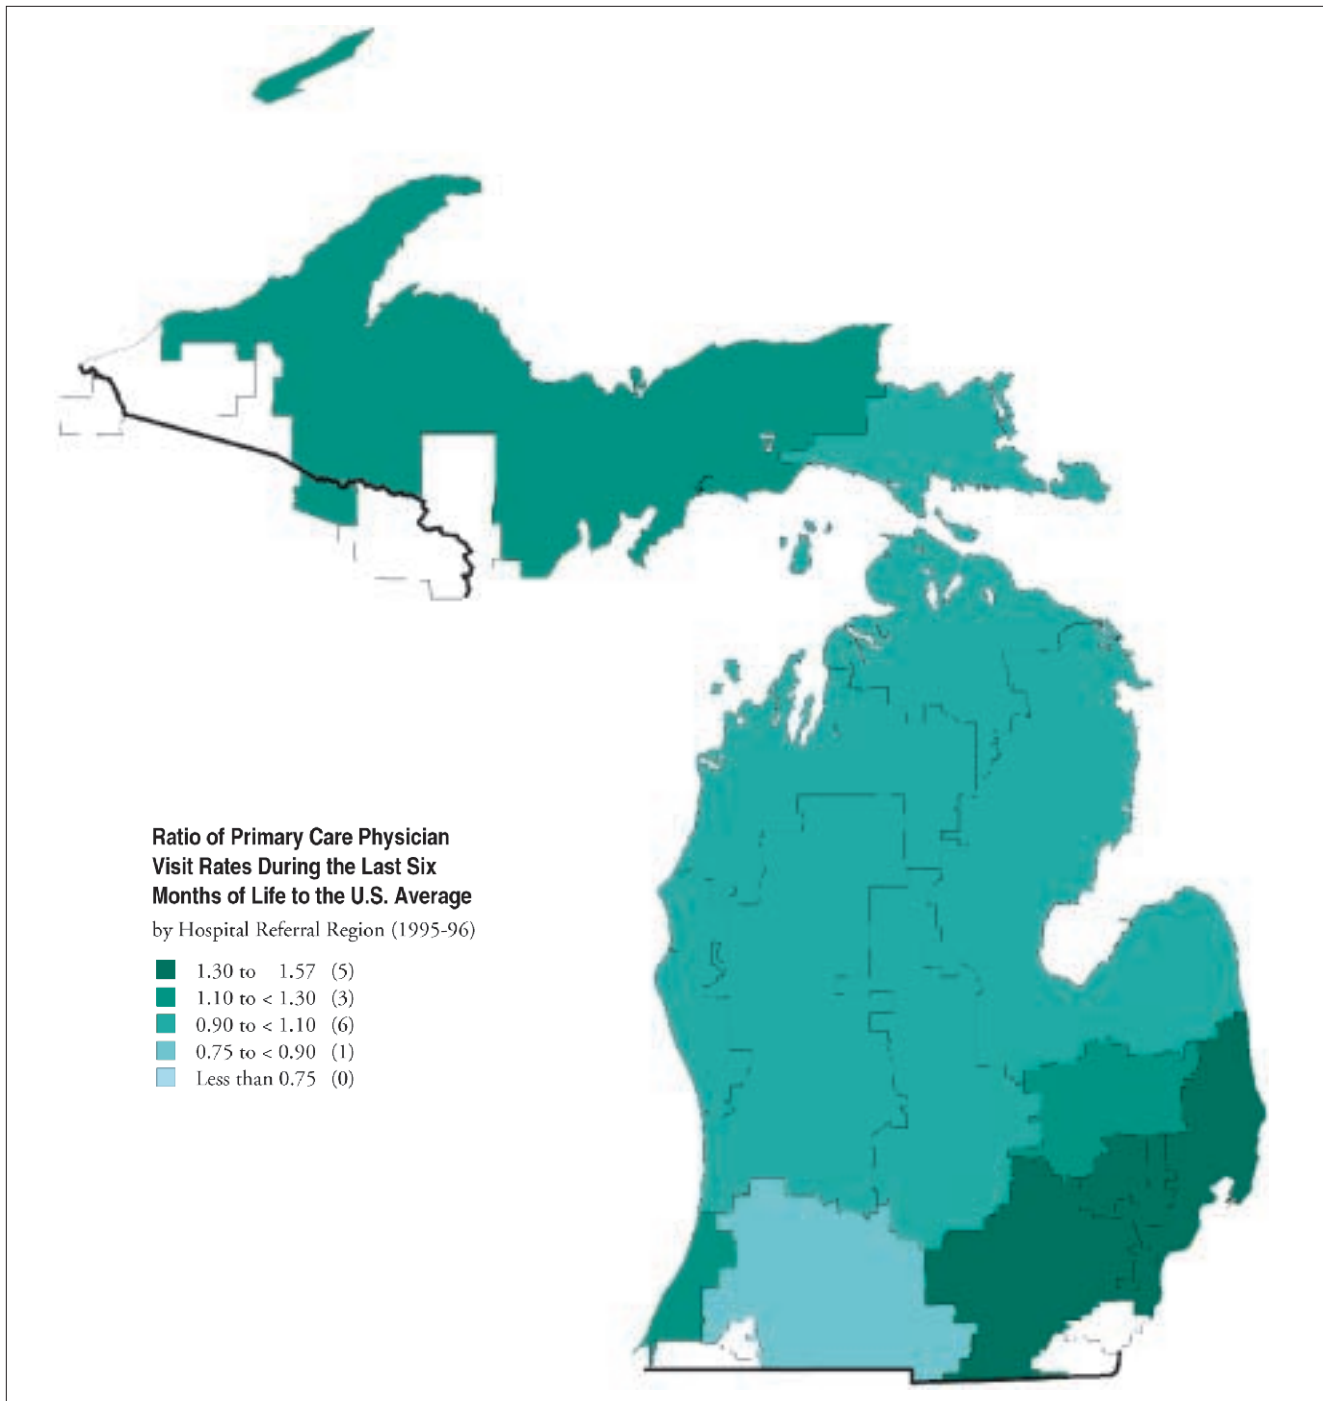 Ratio of Primary Care Physician
Visit Rates During the Last Six
Months of Life to the U.S. Average
by Hospital Referral Region (1995-96)
1.30 to 1.57 (5)
1.10 to < 1.30 (3)
0.90 to < 1.10 (6)
0.75 to < 0.90 (1)
Less than 0.75 (0)